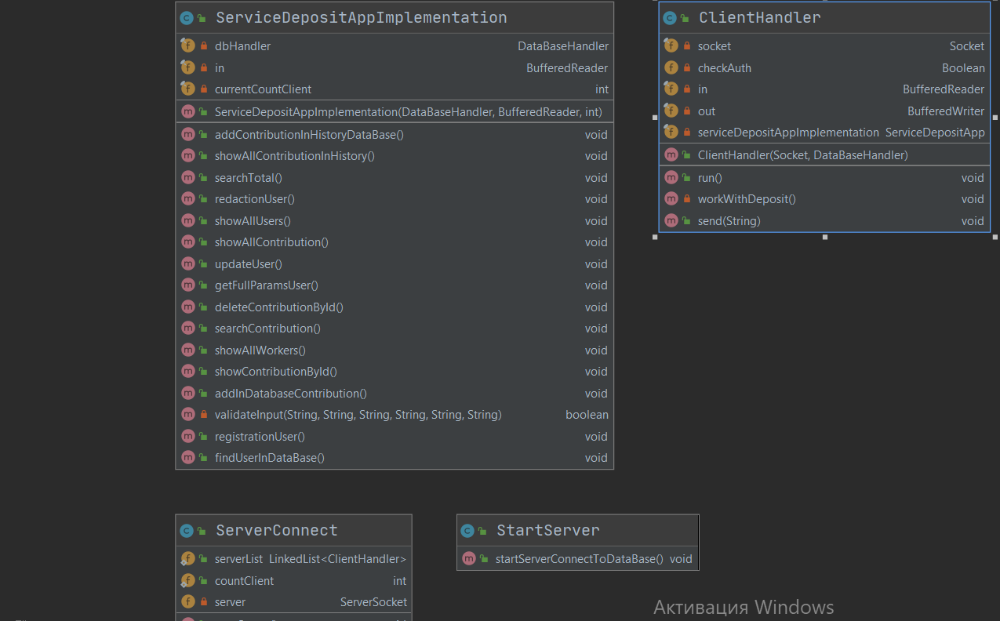 ServiceDepositAppImplementation
dbHandler DataBaseHandler
in BufferedReader
currentCountClient int
ServiceDepositAppImplementation(DataBaseHandler, BufferedReader, int)
addContributionInHistoryDataBase() void
showAllContributionInHistory() void
searchTotal() void
redactionUser() void
showAllUsers() void
showAllContribution() void
updateUser() void
getFullParamsUser() void
deleteContributionById() void
searchContribution() void
showAllWorkers() void
showContributionById() void
addInDatabaseContribution() void
validateInput(String, String, String, String, String, String) boolean
registrationUser() void
findUserInDataBase() void
ClientHandler
socket Socket
checkAuth Boolean
in BufferedReader
out BufferedWriter
serviceDepositAppImplementation ServiceDepositApp
ClientHandler(Socket, DataBaseHandler)
run() void
workWithDeposit() void
send(String) void
ServerConnect
serverList LinkedList<ClientHandler>
countClient int
server ServerSocket
StartServer
startServerConnectToDataBase() void
Активация Windows